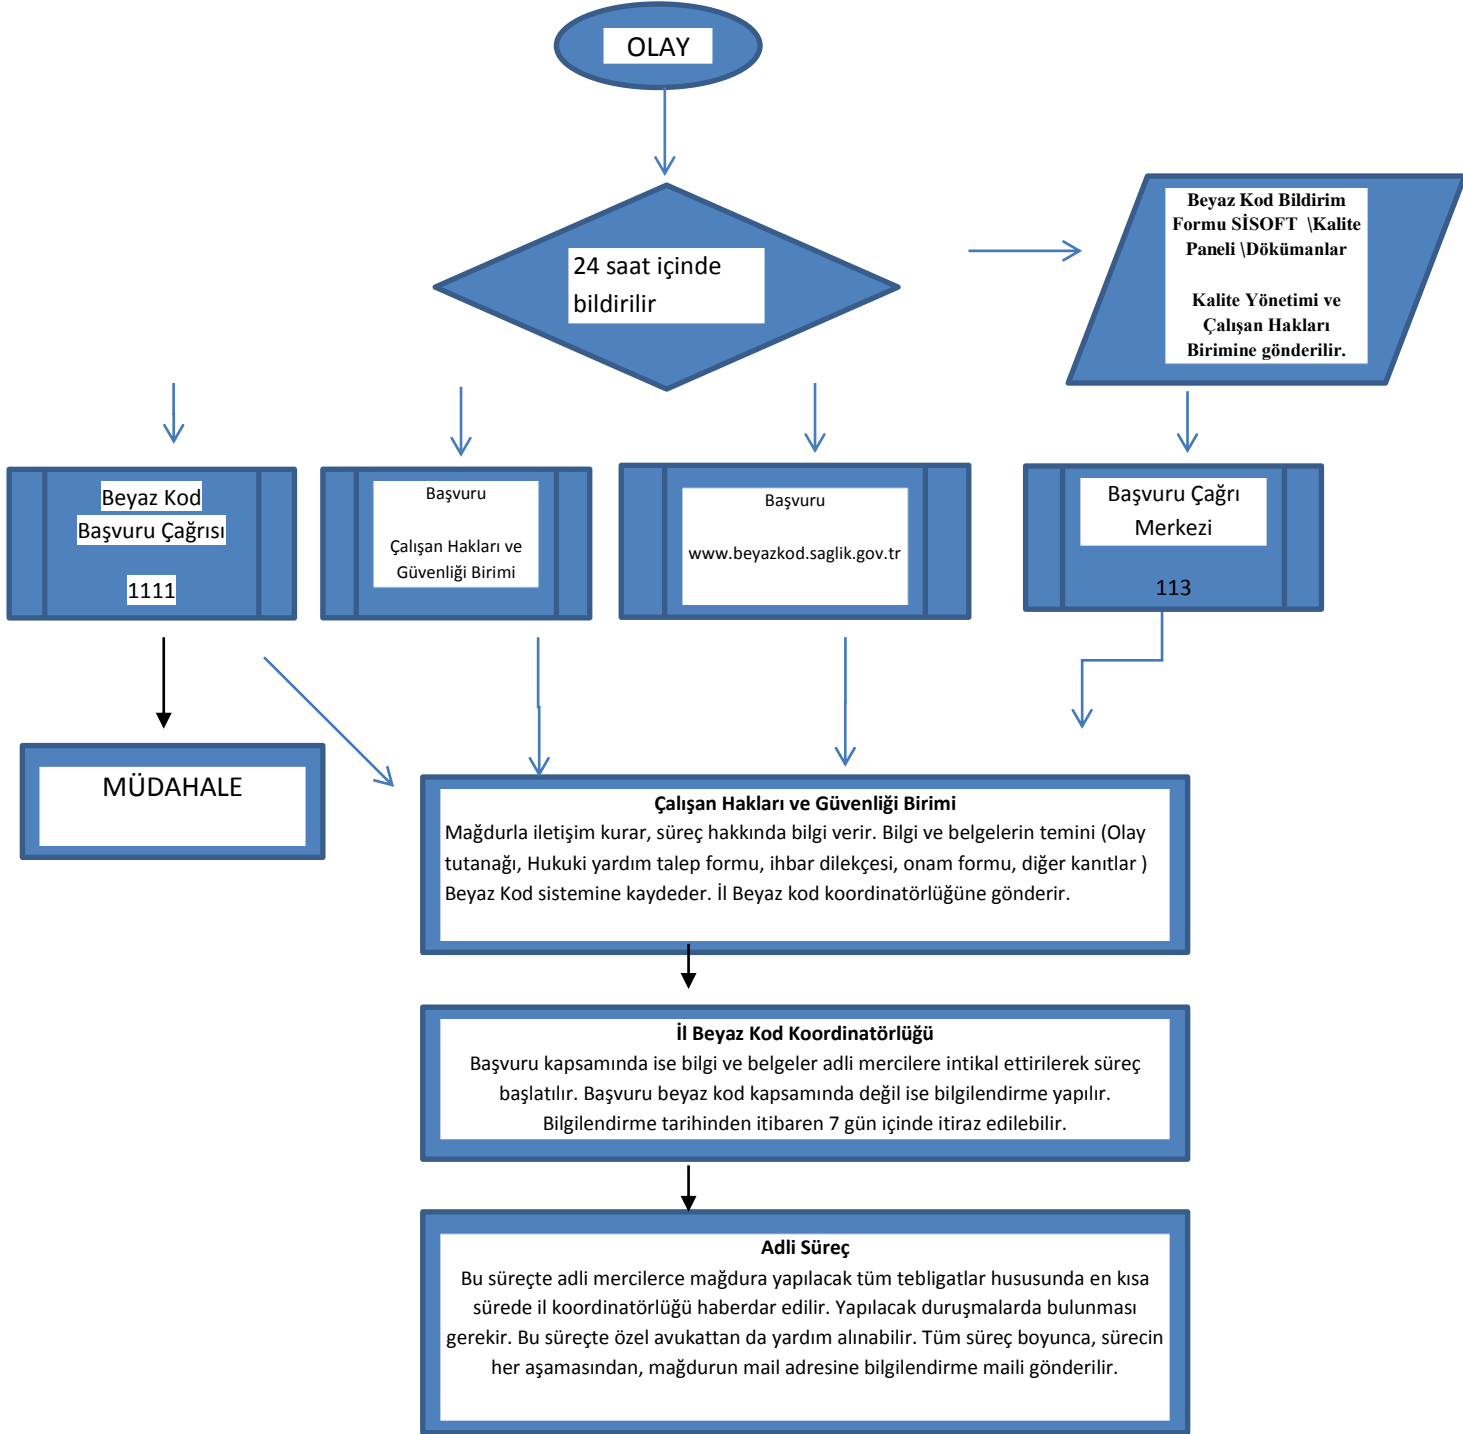 OLAY
24 saat içinde
bildirilir
Beyaz Kod Bildirim
Formu SİSOFT \Kalite
Paneli \Dökümanlar
Kalite Yönetimi ve
Çalışan Hakları
Birimine gönderilir.
Beyaz Kod
Başvuru Çağrısı
1111
Başvuru
Çalışan Hakları ve
Güvenliği Birimi
Başvuru
www.beyazkod.saglik.gov.tr
Başvuru Çağrı
Merkezi
113
MÜDAHALE
Çalışan Hakları ve Güvenliği Birimi
Mağdurla iletişim kurar, süreç hakkında bilgi verir. Bilgi ve belgelerin temini (Olay
tutanağı, Hukuki yardım talep formu, ihbar dilekçesi, onam formu, diğer kanıtlar )
Beyaz Kod sistemine kaydeder. İl Beyaz kod koordinatörlüğüne gönderir.
İl Beyaz Kod Koordinatörlüğü
Başvuru kapsamında ise bilgi ve belgeler adli mercilere intikal ettirilerek süreç
başlatılır. Başvuru beyaz kod kapsamında değil ise bilgilendirme yapılır.
Bilgilendirme tarihinden itibaren 7 gün içinde itiraz edilebilir.
Adli Süreç
Bu süreçte adli mercilerce mağdura yapılacak tüm tebligatlar hususunda en kısa
sürede il koordinatörlüğü haberdar edilir. Yapılacak duruşmalarda bulunması
gerekir. Bu süreçte özel avukattan da yardım alınabilir. Tüm süreç boyunca, sürecin
her aşamasından, mağdurun mail adresine bilgilendirme maili gönderilir.